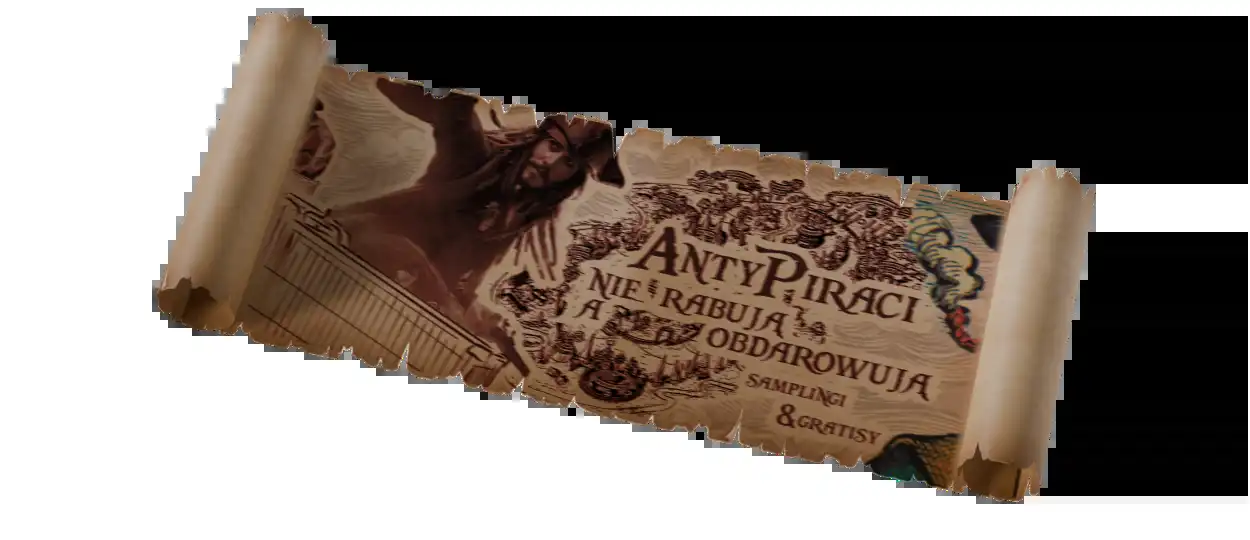 ANTYPIRACI
NIE RABUJĄ
A OBDAROWUJĄ
SAMPLINGI
& GRATISY